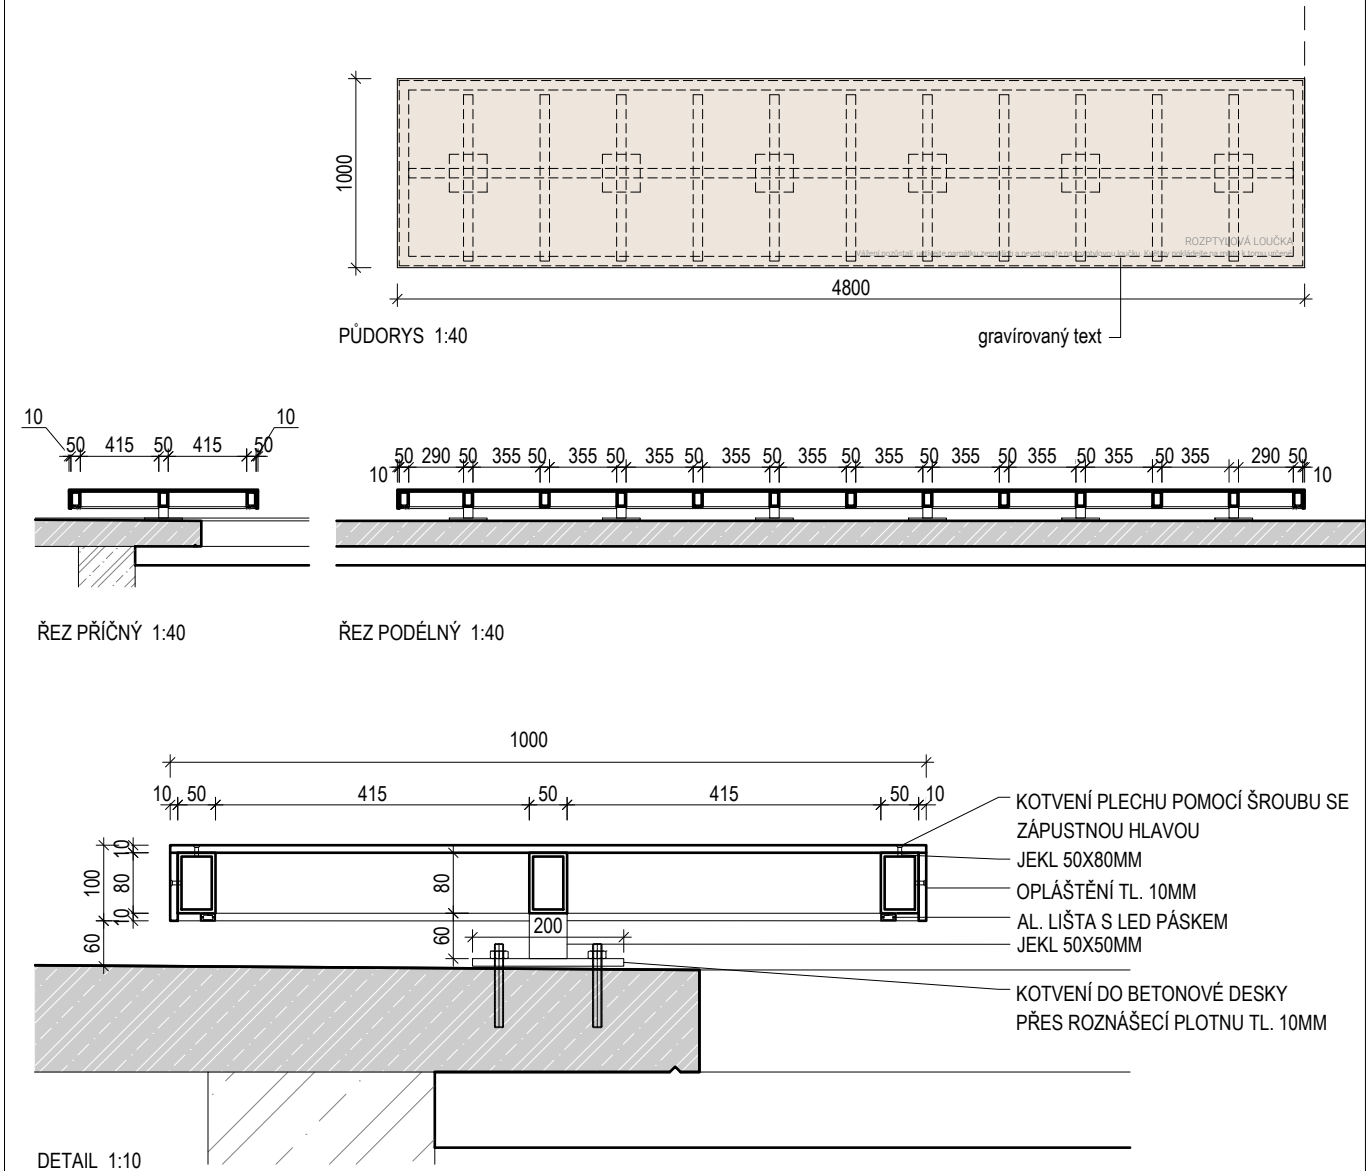 1000
ROZPTYLOVÁ LOUČKA
4800
PŮDORYS 1:40
gravírovaný text
10
10
50 415 50 415 50
10 50 290 50 355 50 355 50 355 50 355 50 355 50 355 50 355 50 355 50 355 50 355 290 50 10
ŘEZ PŘÍČNÝ 1:40
ŘEZ PODÉLNÝ 1:40
1000
10 50 415 50 415 50 10
KOTVENÍ PLECHU POMOCÍ ŠROUBU SE
ZÁPUSTNOU HLAVOU
JEKL 50X80MM
OPLÁŠTĚNÍ TL. 10MM
AL. LIŠTA S LED PÁSKEM
JEKL 50X50MM
KOTVENÍ DO BETONOVÉ DESKY
PŘES ROZNÁŠECÍ PLOTNU TL. 10MM
100
60
10
80
10
80
60
200
DETAIL 1:10